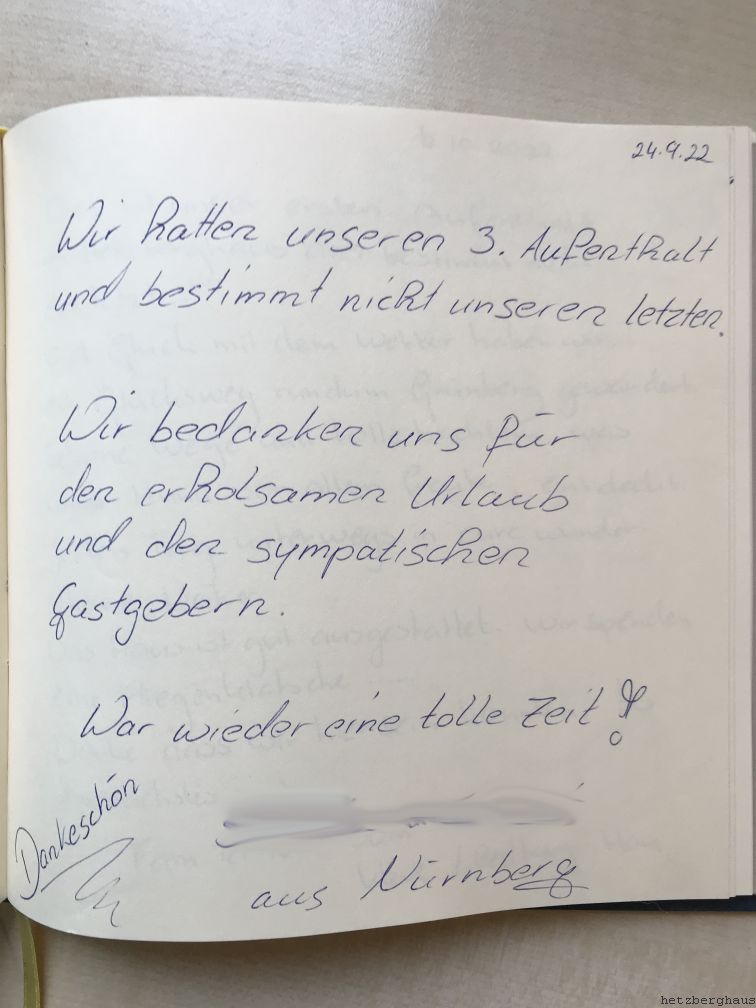 24.9.22
Wir hatten unseren 3. Aufenthalt
und bestimmt nicht unseren letzten.
Wir bedanken uns für
den erholsamen Urlaub
und den sympatischen
Gastgebern.
War wieder eine tolle Zeit!
Dankeschön
aus Nürnberg
hetzberghaus